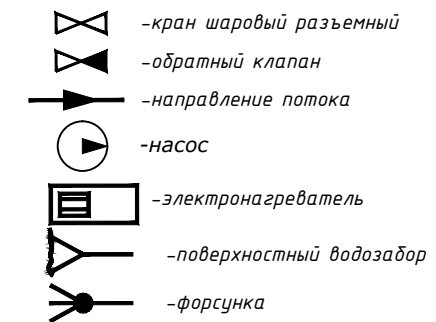 -кран шаровый разъемный
-обратный клапан
-направление потока
-насос
-электронагреватель
-поверхностный водозабор
-форсунка